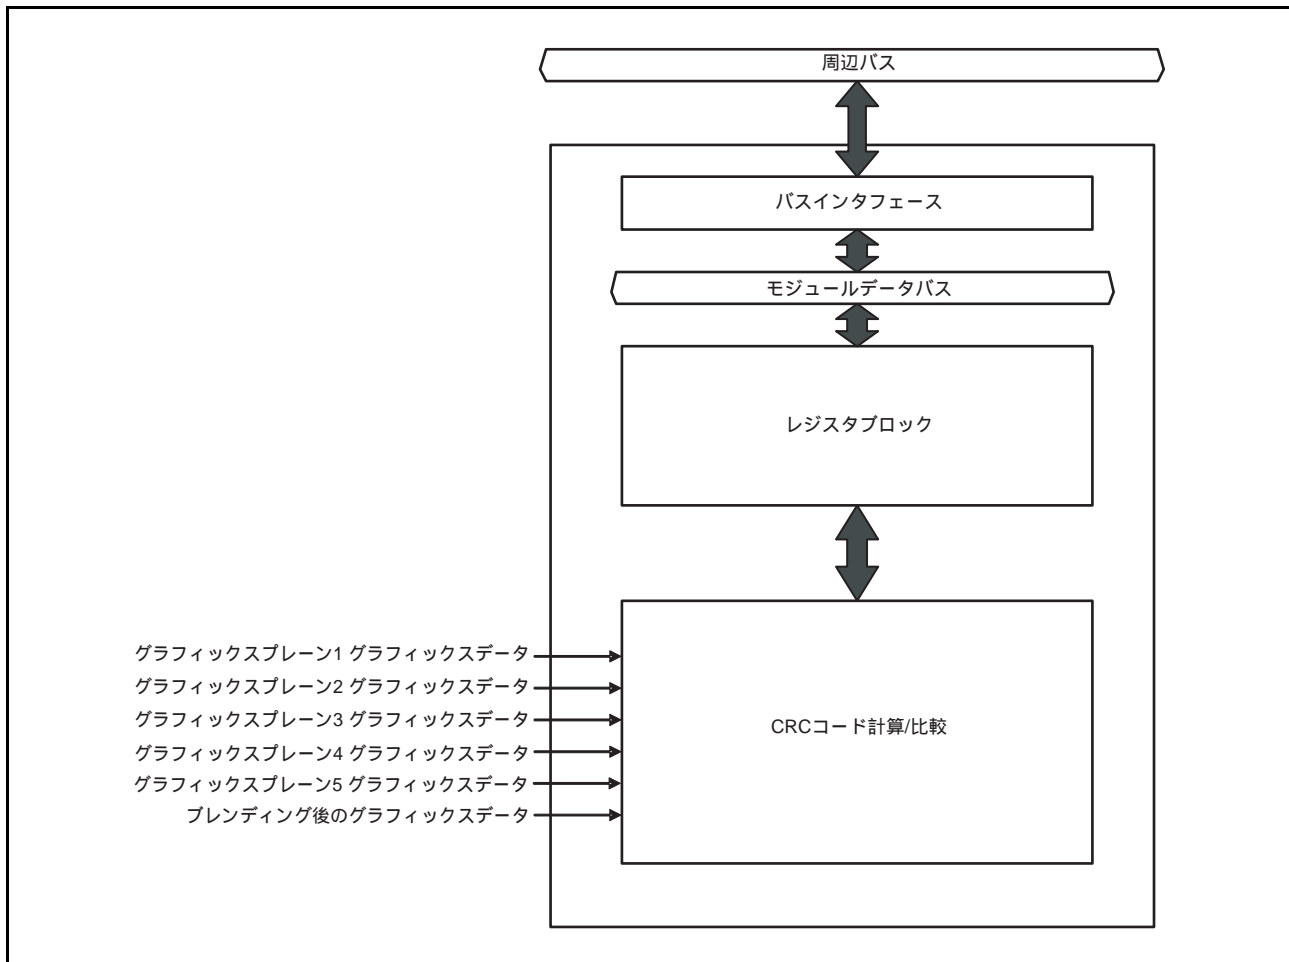 周辺バス
バスインタフェース
モジュールデータバス
レジスタブロック
グラフィックスプレーン1 グラフィックスデータ
グラフィックスプレーン2 グラフィックスデータ
グラフィックスプレーン3 グラフィックスデータ
グラフィックスプレーン4 グラフィックスデータ
グラフィックスプレーン5 グラフィックスデータ
ブレンディング後のグラフィックスデータ
CRCコード計算/比較